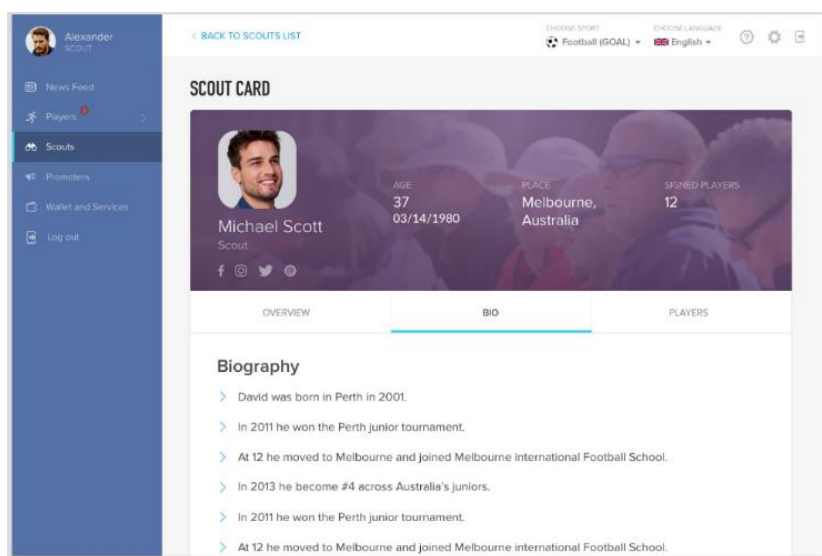 Alexander
SCOUT
News Feed
Players
Scouts
Promoters
Wallet and Services
Log out
< BACK TO SCOUTS LIST
CHOOSE SPORT
Football (GOAL)
CHOOSE LANGUAGE
English
SCOUT CARD
Michael Scott
Scout
AGE
37
03/14/1980
PLACE
Melbourne,
Australia
SIGNED PLAYERS
12
OVERVIEW
BIO
PLAYERS
Biography
David was born in Perth in 2001.
In 2011 he won the Perth junior tournament.
At 12 he moved to Melbourne and joined Melbourne international Football School.
In 2013 he become #4 across Australia's juniors.
In 2011 he won the Perth junior tournament.
At 12 he moved to Melbourne and joined Melbourne international Football School.